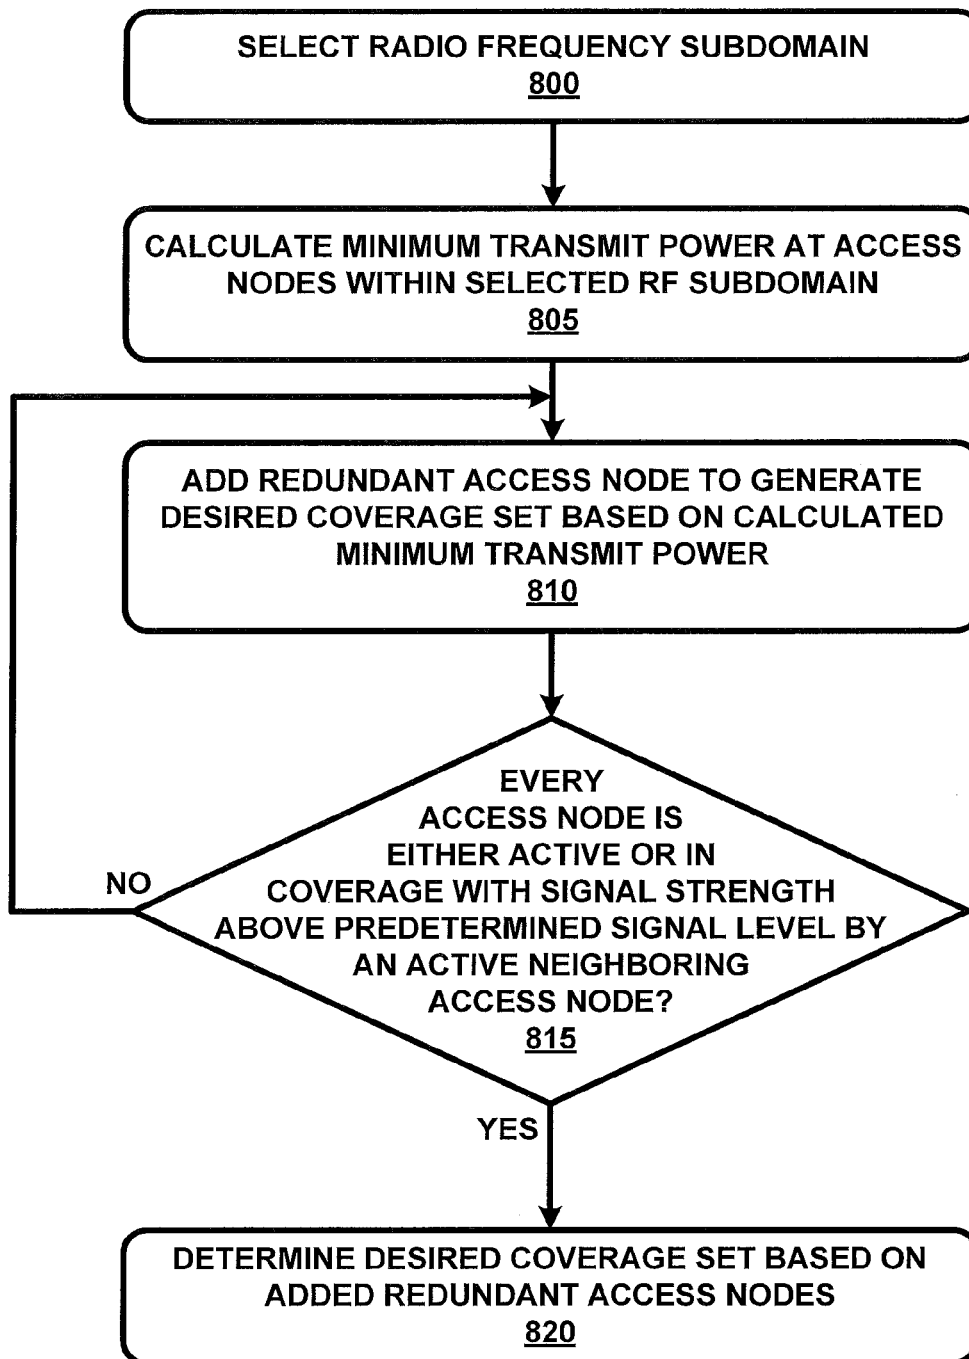 SELECT RADIO FREQUENCY SUBDOMAIN
800
CALCULATE MINIMUM TRANSMIT POWER AT ACCESS
NODES WITHIN SELECTED RF SUBDOMAIN
805
ADD REDUNDANT ACCESS NODE TO GENERATE
DESIRED COVERAGE SET BASED ON CALCULATED
MINIMUM TRANSMIT POWER
810
EVERY
ACCESS NODE IS
EITHER ACTIVE OR IN
COVERAGE WITH SIGNAL STRENGTH
ABOVE PREDETERMINED SIGNAL LEVEL BY
AN ACTIVE NEIGHBORING
ACCESS NODE?
815
NO
YES
DETERMINE DESIRED COVERAGE SET BASED ON
ADDED REDUNDANT ACCESS NODES
820